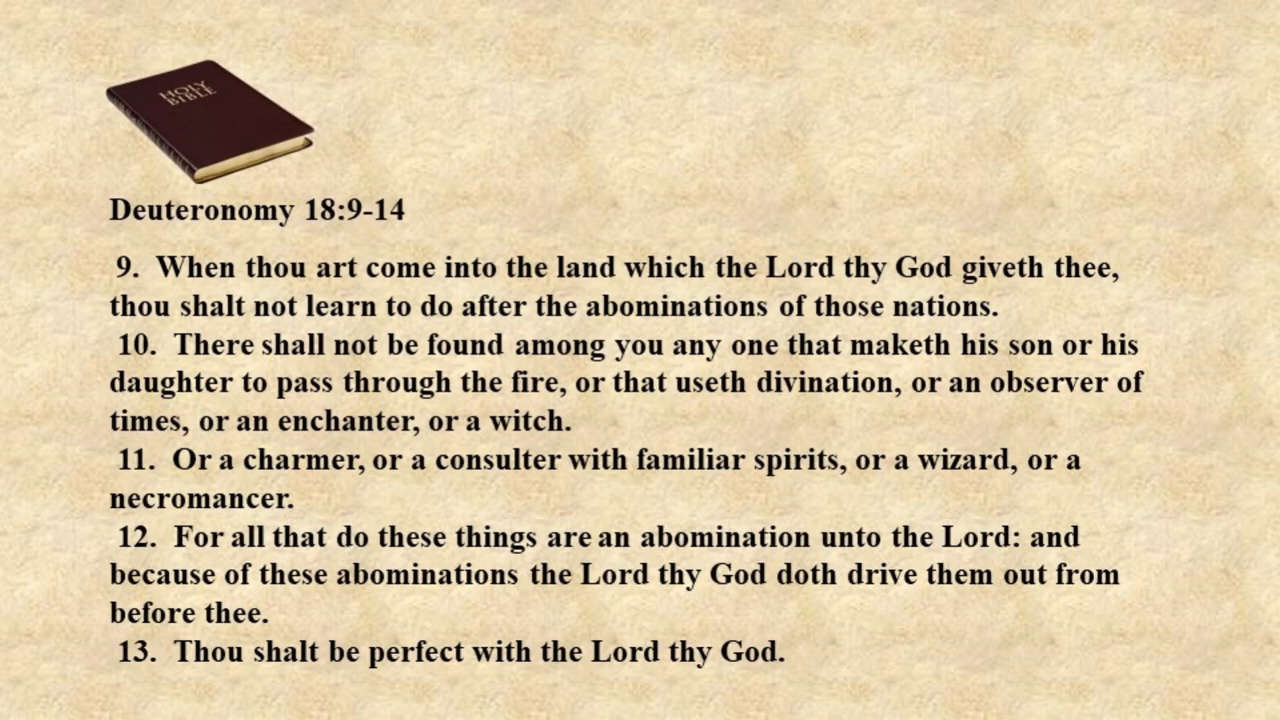 HOLY
BIBLE
Deuteronomy 18:9-14
9. When thou art come into the land which the Lord thy God giveth thee,
thou shalt not learn to do after the abominations of those nations.
10. There shall not be found among you any one that maketh his son or his
daughter to pass through the fire, or that useth divination, or an observer of
times, or an enchanter, or a witch.
11. Or a charmer, or a consulter with familiar spirits, or a wizard, or a
necromancer.
12. For all that do these things are an abomination unto the Lord: and
because of these abominations the Lord thy God doth drive them out from
before thee.
13. Thou shalt be perfect with the Lord thy God.